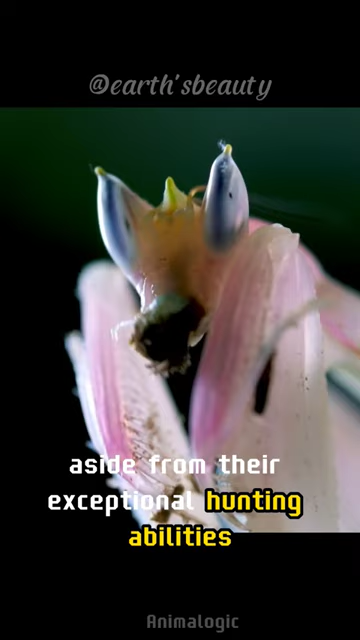 @earth'sbeauty
aside from their
exceptional hunting
abilities
Animalogic